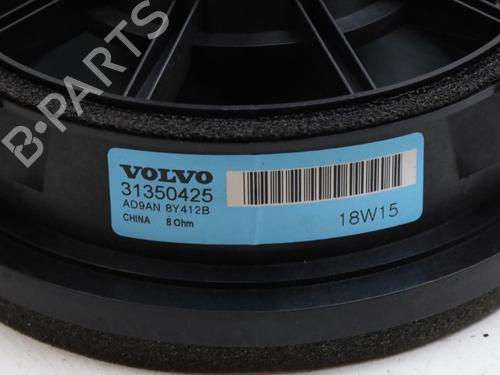 B-PARTS
VOLVO
31350425
AD9AN 8Y412B
CHINA 8 Ohm
18W15